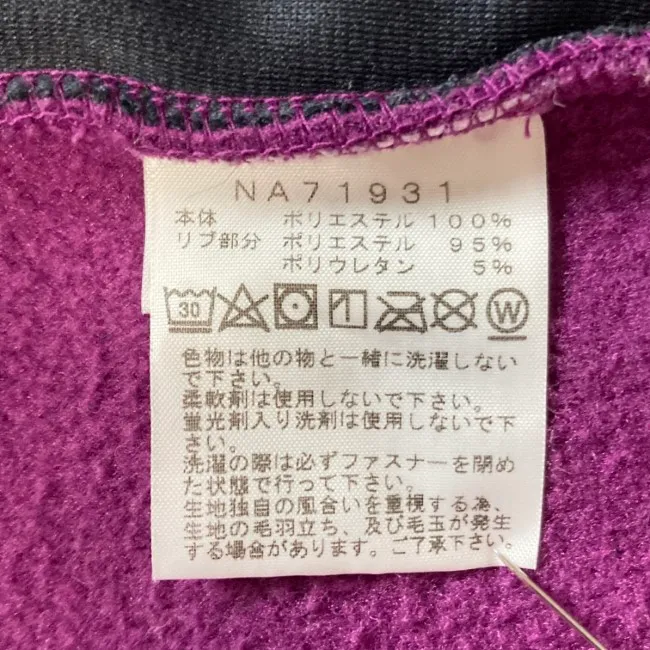 NA71931
本体 ポリエステル 100%
リブ部分 ポリエステル 95%
ポリウレタン 5%
30 W
色物は他の物と一緒に洗濯しない
で下さい。
柔軟剤は使用しないで下さい。
蛍光剤入り洗剤は使用しないで下
さい。
洗濯の際は必ずファスナーを閉め
た状態で行って下さい。
生地独自の風合いを重視する為、
生地の毛羽立ち、及び毛玉が発生
する場合があります。ご了承下さい。